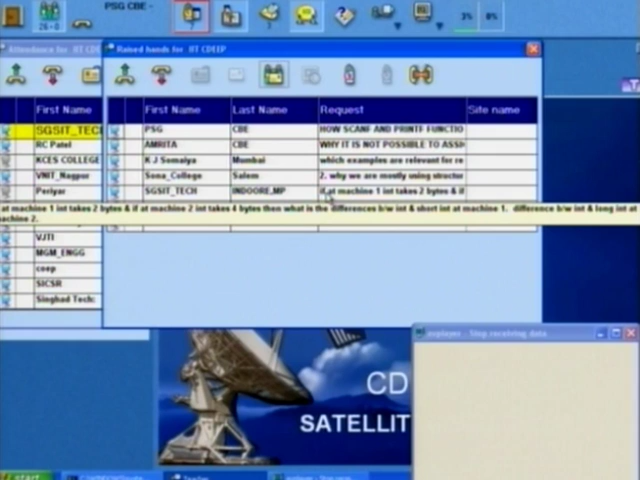 PSG CBE -
26-0
3%
0%
Attendance for IIT CDE
Raised hands for IIT CDEEP
First Name
First Name
Last Name
Request
Site name
SGSIT_TEC
PSG
CBE
HOW SCANF AND PRINTF FUNCTIO
RC Patel
AMRITA
CBE
WHY IT IS NOT POSSIBLE TO ASSI
KCES COLLEGE
K J Somaiya
Mumbai
which examples are relevant for re
VNIT_Nagpur
Sona_College
Salem
2. why we are mostly using structur
Periyar
SGSIT_TECH
INDOORE,MP
if at machine 1 int takes 2 bytes & if
at machine 1 int takes 2 bytes & if at machine 2 int takes 4 bytes then what is the differences b/w int & short int at machine 1. difference b/w int & long int at
achine 2.
VJTI
MGM_ENGG
coep
SICSR
Singhad Tech:
- Stop receiving data
CD
SATELLIT
start